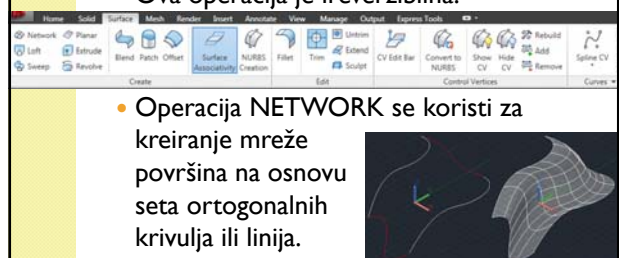 Ova operacija je ireverzibilna.
Home Solid Surface Mesh Render Insert Annotate View Manage Output Express Tools
Network Planar Untrim Rebuild
Loft Extrude Extend Add
Sweep Revolve Blend Patch Offset Surface Associativity NURBS Creation Fillet Trim Sculpt CV Edit Bar Convert to NURBS Show CV Hide CV Remove Spline CV
Create Edit Control Vertices Curves
• Operacija NETWORK se koristi za
kreiranje mreže
površina na osnovu
seta ortogonalnih
krivulja ili linija.